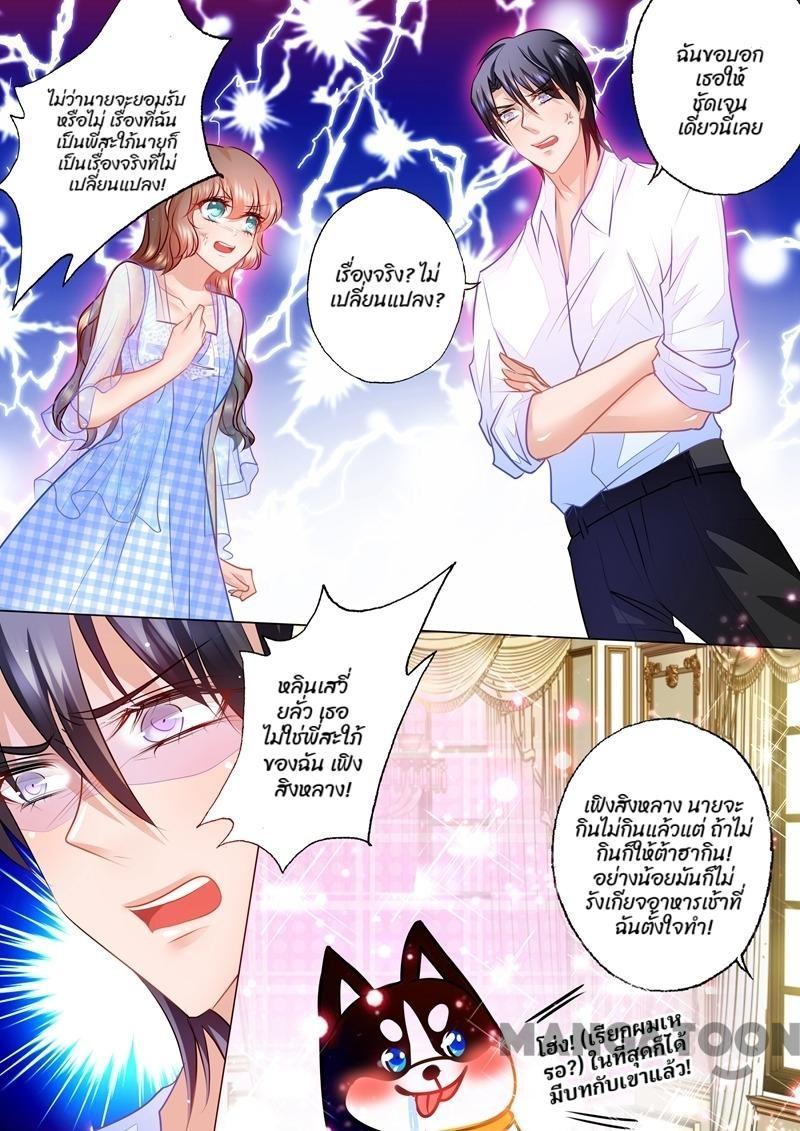 ฉันขอบอก
เธอให้
ชัดเจน
เดี๋ยวนี้เลย
ไม่ว่านายจะยอมรับ
หรือไม่ เรื่องที่ฉัน
เป็นพี่สะใภ้นายก็
เป็นเรื่องจริงที่ไม่
เปลี่ยนแปลง!
เรื่องจริง? ไม่
เปลี่ยนแปลง?
หลินเสวี่
ยลั่ว เธอ
ไม่ใช่พี่สะใภ้
ของฉัน เฟิง
สิงหลาง!
เฟิงสิงหลาง นายจะ
กินไม่กินแล้วแต่ ถ้าไม่
กินก็ให้ต้าฮากิน!
อย่างน้อยมันก็ไม่
รังเกียจอาหารเช้าที่
ฉันตั้งใจทำ!
โฮ่ง! (เรียกผมเห
รอ?) ในที่สุดก็ได้
มีบทกับเขาแล้ว!
MANGATOON